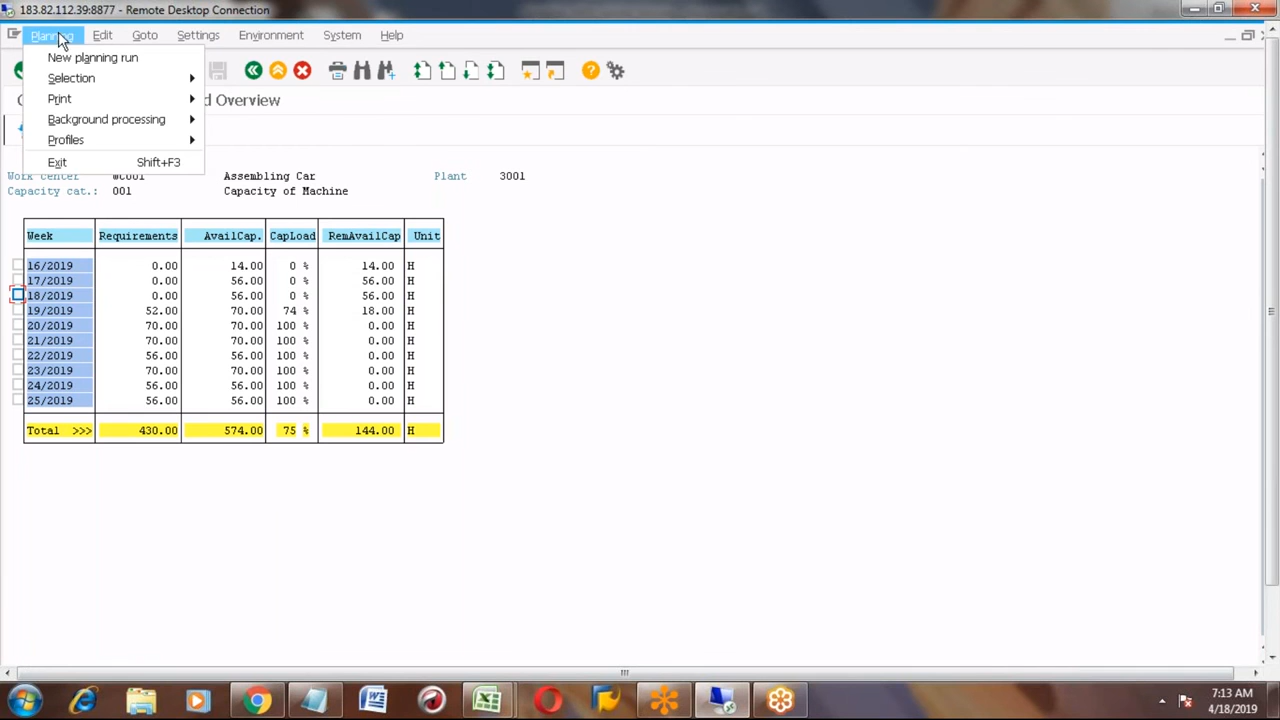 183.82.112.39:8877 - Remote Desktop Connection
Planning Edit Goto Settings Environment System Help
New planning run
Selection
Print
Background processing
Profiles
Exit Shift+F3
d Overview
Work center WC001 Assembling Car Plant 3001
Capacity cat.: 001 Capacity of Machine
Week Requirements AvailCap. CapLoad RemAvailCap Unit
16/2019 0.00 14.00 0 % 14.00 H
17/2019 0.00 56.00 0 % 56.00 H
18/2019 0.00 56.00 0 % 56.00 H
19/2019 52.00 70.00 74 % 18.00 H
20/2019 70.00 70.00 100 % 0.00 H
21/2019 70.00 70.00 100 % 0.00 H
22/2019 56.00 56.00 100 % 0.00 H
23/2019 70.00 70.00 100 % 0.00 H
24/2019 56.00 56.00 100 % 0.00 H
25/2019 56.00 56.00 100 % 0.00 H
Total >>> 430.00 574.00 75 % 144.00 H
7:13 AM
4/18/2019